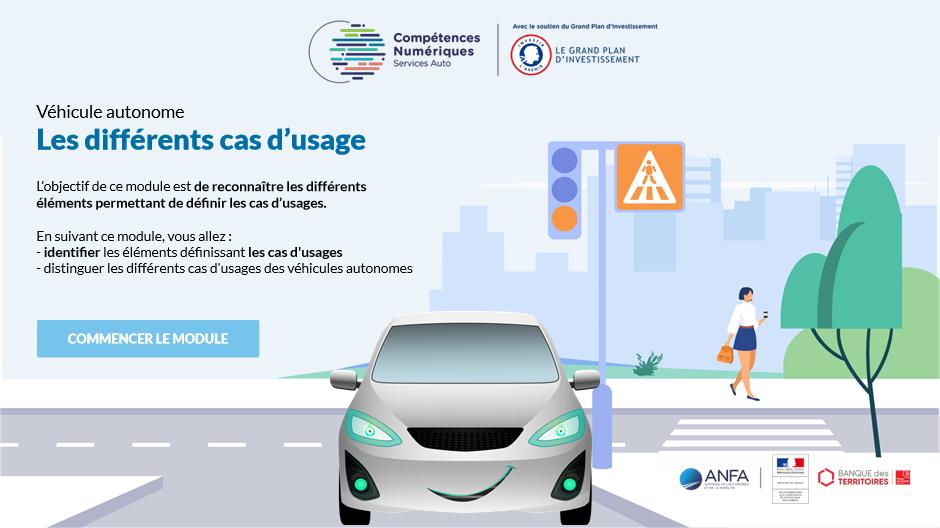 Compétences
Numériques
Services Auto
Avec le soutien du Grand Plan d'Investissement
INVESTIR
L'AVENIR
LE GRAND PLAN
D'INVESTISSEMENT
Véhicule autonome
Les différents cas d'usage
L'objectif de ce module est de reconnaître les différents
éléments permettant de définir les cas d'usages.
En suivant ce module, vous allez :
- identifier les éléments définissant les cas d'usages
- distinguer les différents cas d'usages des véhicules autonomes
COMMENCER LE MODULE
ANFA
BANQUE des
TERRITOIRES